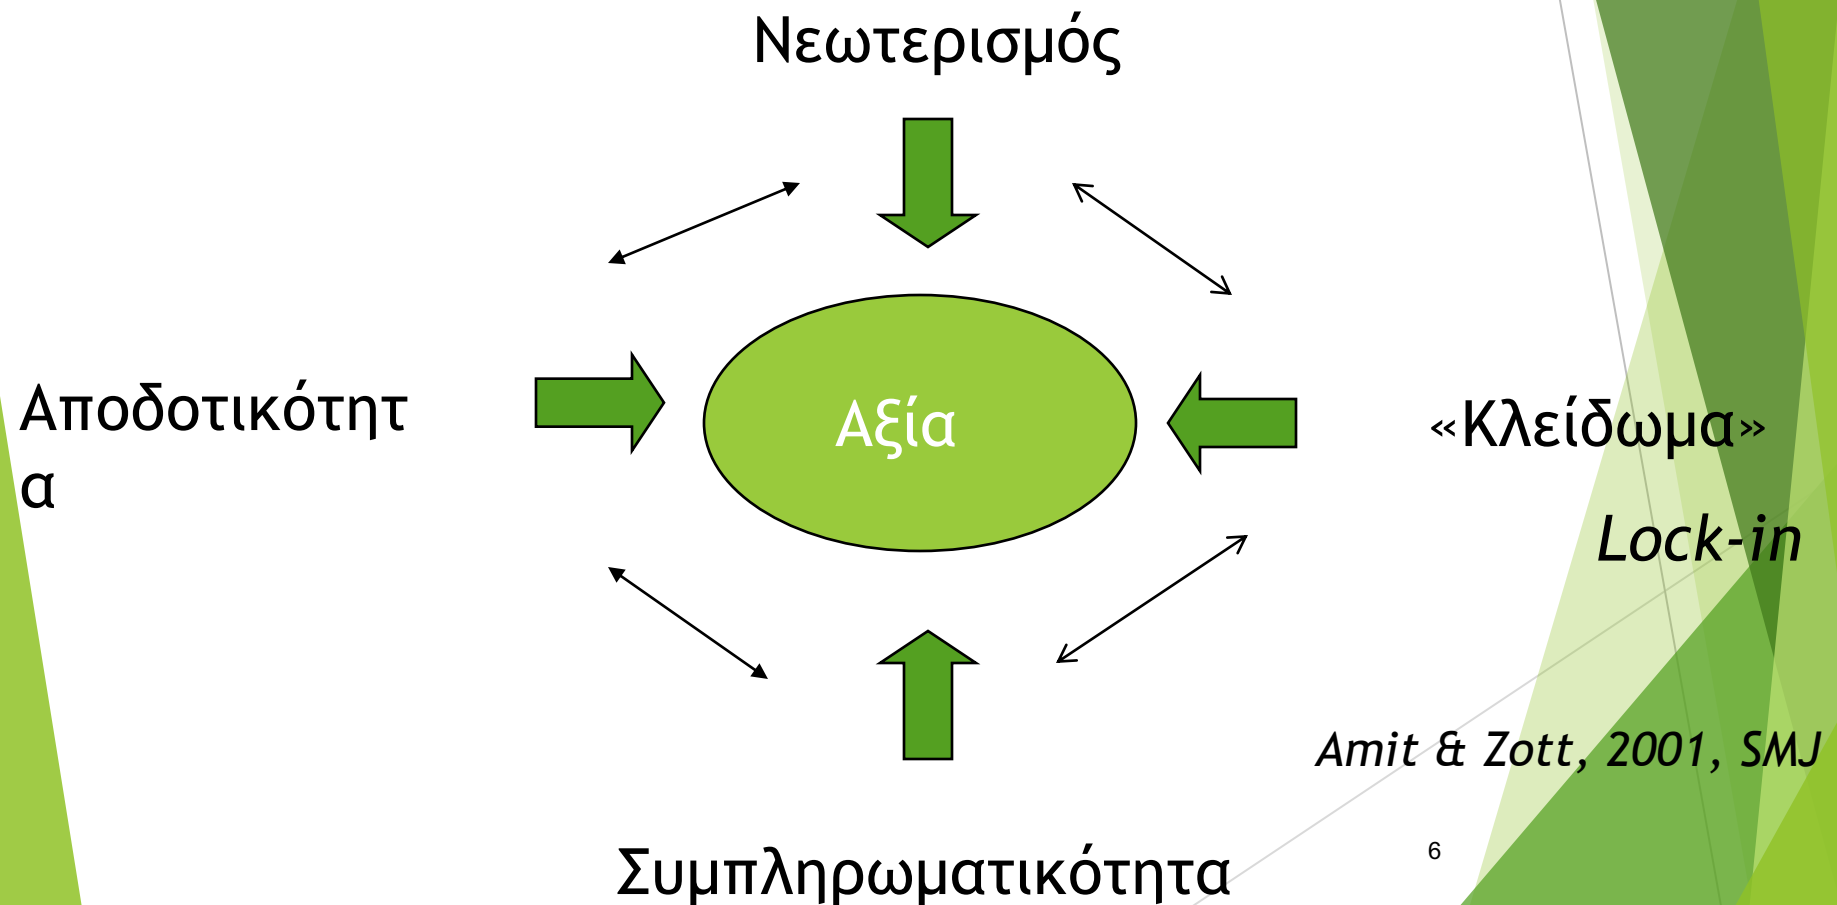 Νεωτερισμός
Αποδοτικότητ
α
Αξία
«Κλείδωμα»
Lock-in
Amit & Zott, 2001, SMJ
Συμπληρωματικότητα
6